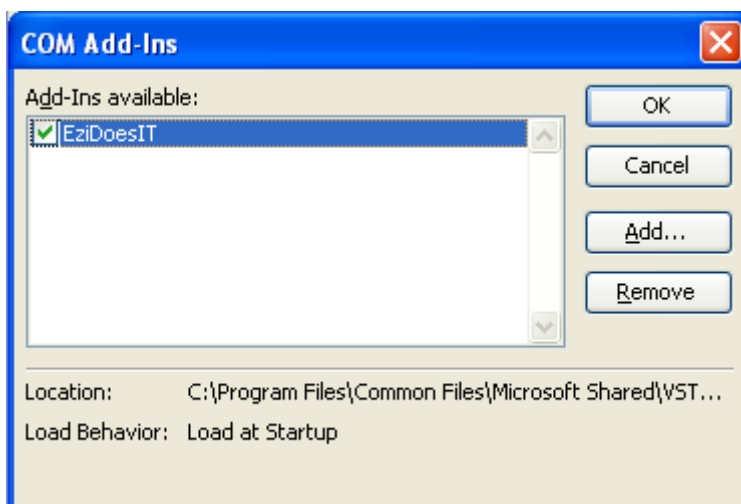 COM Add-Ins
Add-Ins available:
EziDoesIT
OK
Cancel
Add...
Remove
Location: C:\Program Files\Common Files\Microsoft Shared\VST...
Load Behavior: Load at Startup